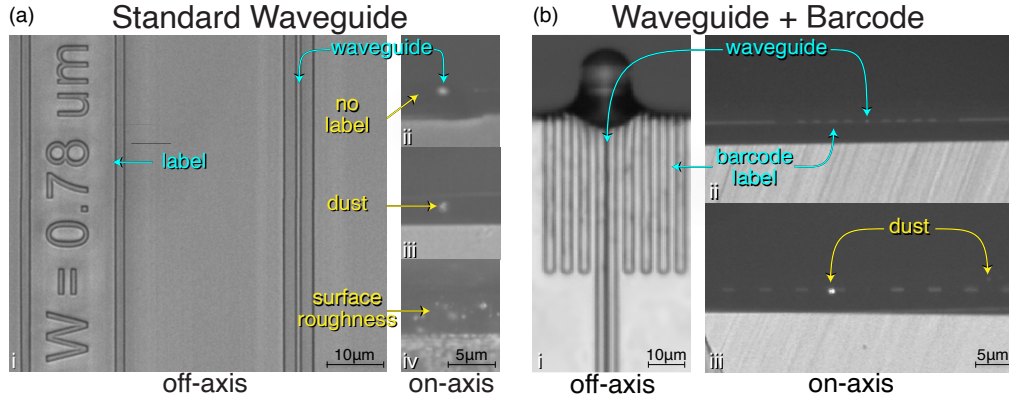 (a) Standard Waveguide
W = 0.78 um
label
i
10µm
off-axis
waveguide
no
label
ii
dust
iii
surface
roughness
iv
5µm
on-axis
(b) Waveguide + Barcode
waveguide
barcode
label
i
10µm
off-axis
ii
dust
iii
5µm
on-axis